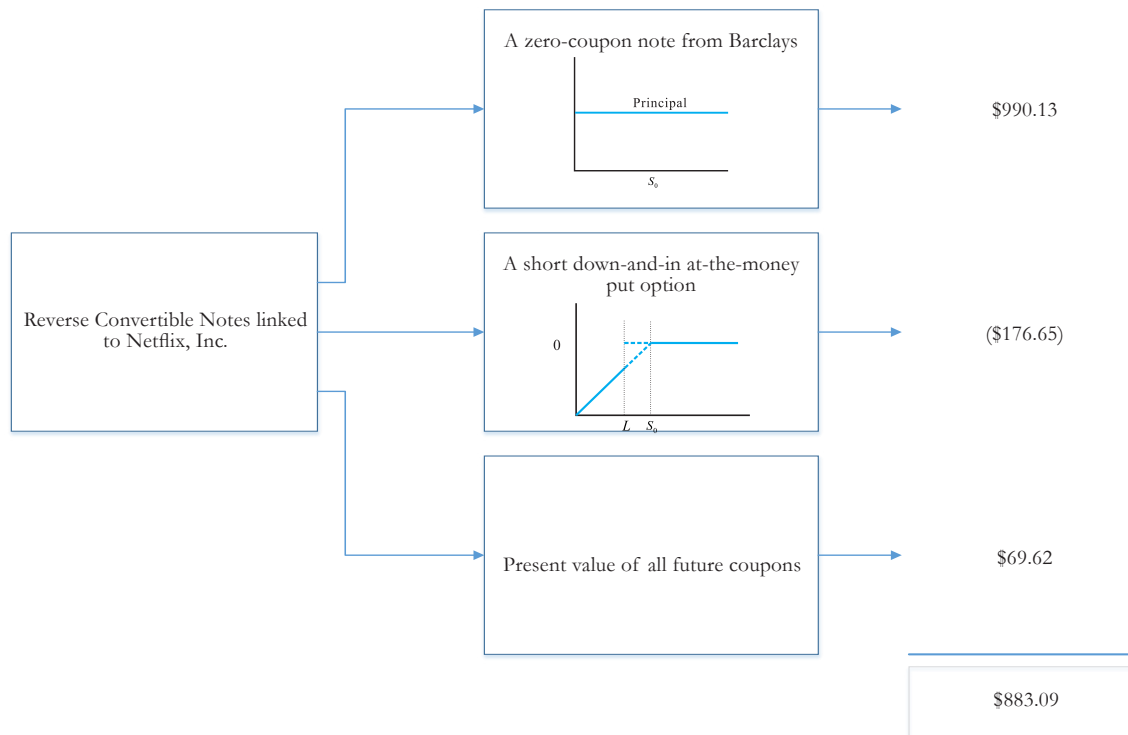 Reverse Convertible Notes linked
to Netflix, Inc.
A zero-coupon note from Barclays
Principal
S₀
$990.13
A short down-and-in at-the-money
put option
0
L S₀
($176.65)
Present value of all future coupons
$69.62
$883.09